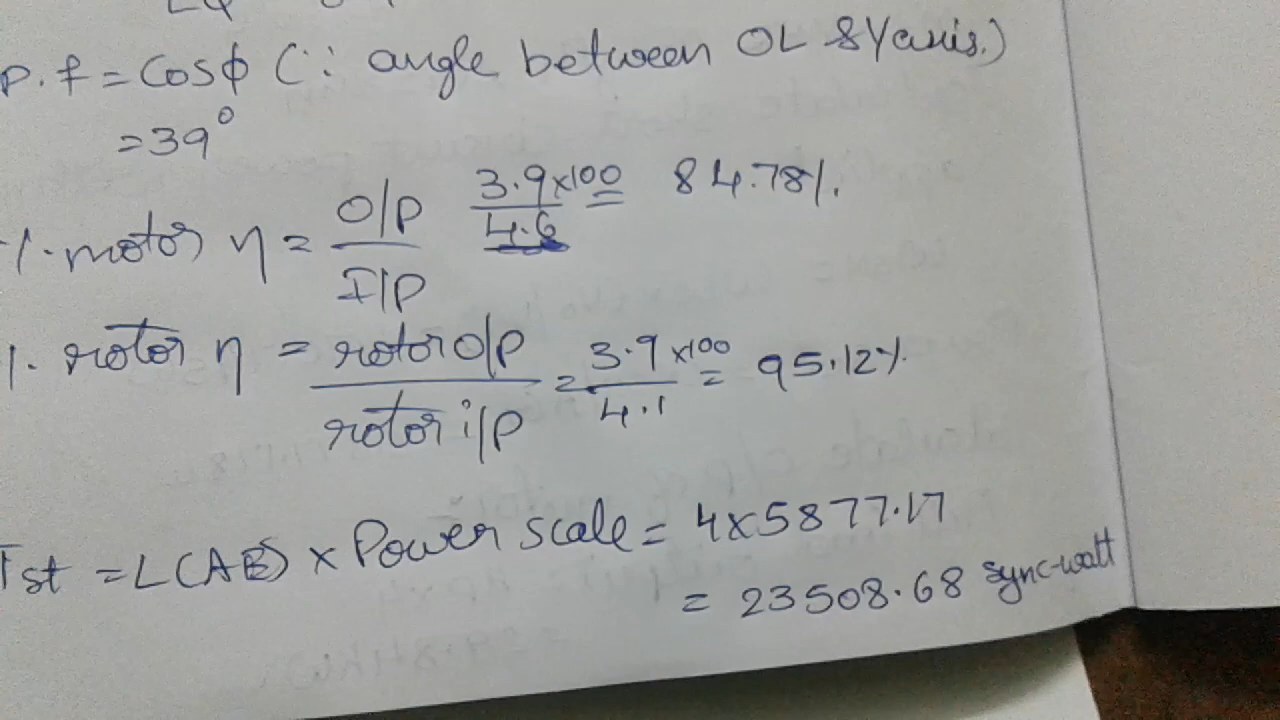 p.f = Cosϕ (∵ angle between OL & Y axis.)
= 39°
%. motor η = O/P / I/P 3.9×100 / 4.6 = 84.78%.
%. rotor η = rotor o/p / rotor i/p = 3.9×100 / 4.1 = 95.12%.
Tst = L(AE) × Power scale = 4×5877.17
= 23508.68 sync-watt